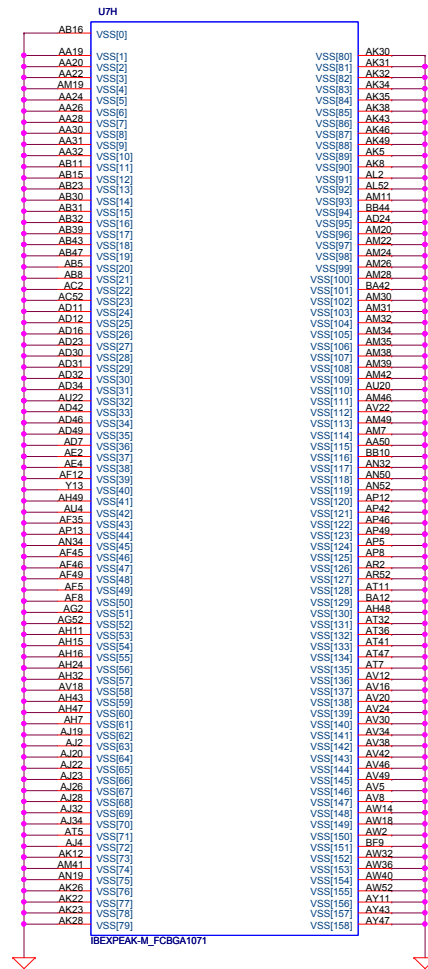 U7H
AB16 VSS[0]
AA19 VSS[1]
AA20 VSS[2]
AA22 VSS[3]
AM19 VSS[4]
AA24 VSS[5]
AA26 VSS[6]
AA28 VSS[7]
AA30 VSS[8]
AA31 VSS[9]
AA32 VSS[10]
AB11 VSS[11]
AB15 VSS[12]
AB23 VSS[13]
AB30 VSS[14]
AB31 VSS[15]
AB32 VSS[16]
AB39 VSS[17]
AB43 VSS[18]
AB47 VSS[19]
AB5 VSS[20]
AB8 VSS[21]
AC2 VSS[22]
AC52 VSS[23]
AD11 VSS[24]
AD12 VSS[25]
AD16 VSS[26]
AD23 VSS[27]
AD30 VSS[28]
AD31 VSS[29]
AD32 VSS[30]
AD34 VSS[31]
AU22 VSS[32]
AD42 VSS[33]
AD46 VSS[34]
AD49 VSS[35]
AD7 VSS[36]
AE2 VSS[37]
AE4 VSS[38]
AF12 VSS[39]
Y13 VSS[40]
AH49 VSS[41]
AU4 VSS[42]
AF35 VSS[43]
AP13 VSS[44]
AN34 VSS[45]
AF45 VSS[46]
AF46 VSS[47]
AF49 VSS[48]
AF5 VSS[49]
AF8 VSS[50]
AG2 VSS[51]
AG52 VSS[52]
AH11 VSS[53]
AH15 VSS[54]
AH16 VSS[55]
AH24 VSS[56]
AH32 VSS[57]
AV18 VSS[58]
AH43 VSS[59]
AH47 VSS[60]
AH7 VSS[61]
AJ19 VSS[62]
AJ2 VSS[63]
AJ20 VSS[64]
AJ22 VSS[65]
AJ23 VSS[66]
AJ26 VSS[67]
AJ28 VSS[68]
AJ32 VSS[69]
AJ34 VSS[70]
AT5 VSS[71]
AJ4 VSS[72]
AK12 VSS[73]
AM41 VSS[74]
AN19 VSS[75]
AK26 VSS[76]
AK22 VSS[77]
AK23 VSS[78]
AK28 VSS[79]
VSS[80] AK30
VSS[81] AK31
VSS[82] AK32
VSS[83] AK34
VSS[84] AK35
VSS[85] AK38
VSS[86] AK43
VSS[87] AK46
VSS[88] AK49
VSS[89] AK5
VSS[90] AK8
VSS[91] AL2
VSS[92] AL52
VSS[93] AM11
VSS[94] BB44
VSS[95] AD24
VSS[96] AM20
VSS[97] AM22
VSS[98] AM24
VSS[99] AM26
VSS[100] AM28
VSS[101] BA42
VSS[102] AM30
VSS[103] AM31
VSS[104] AM32
VSS[105] AM34
VSS[106] AM35
VSS[107] AM38
VSS[108] AM39
VSS[109] AM42
VSS[110] AU20
VSS[111] AM46
VSS[112] AV22
VSS[113] AM49
VSS[114] AM7
VSS[115] AA50
VSS[116] BB10
VSS[117] AN32
VSS[118] AN50
VSS[119] AN52
VSS[120] AP12
VSS[121] AP42
VSS[122] AP46
VSS[123] AP49
VSS[124] AP5
VSS[125] AP8
VSS[126] AR2
VSS[127] AR52
VSS[128] AT11
VSS[129] BA12
VSS[130] AH48
VSS[131] AT32
VSS[132] AT36
VSS[133] AT41
VSS[134] AT47
VSS[135] AT7
VSS[136] AV12
VSS[137] AV16
VSS[138] AV20
VSS[139] AV24
VSS[140] AV30
VSS[141] AV34
VSS[142] AV38
VSS[143] AV42
VSS[144] AV46
VSS[145] AV49
VSS[146] AV5
VSS[147] AV8
VSS[148] AW14
VSS[149] AW18
VSS[150] AW2
VSS[151] BF9
VSS[152] AW32
VSS[153] AW36
VSS[154] AW40
VSS[155] AW52
VSS[156] AY11
VSS[157] AY43
VSS[158] AY47
IBEXPEAK-M_FCBGA1071